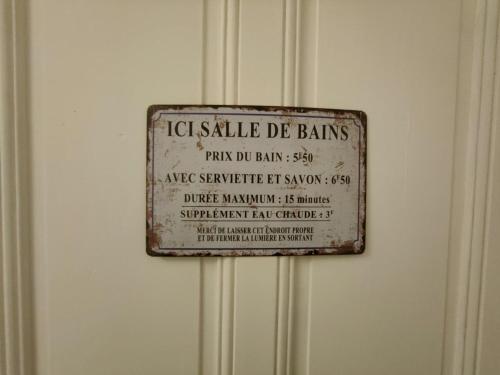 ICI SALLE DE BAINS
PRIX DU BAIN : 5F50
AVEC SERVIETTE ET SAVON : 6F50
DURÉE MAXIMUM : 15 minutes
SUPPLÉMENT EAU CHAUDE : 3F
MERCI DE LAISSER CET ENDROIT PROPRE
ET DE FERMER LA LUMIERE EN SORTANT